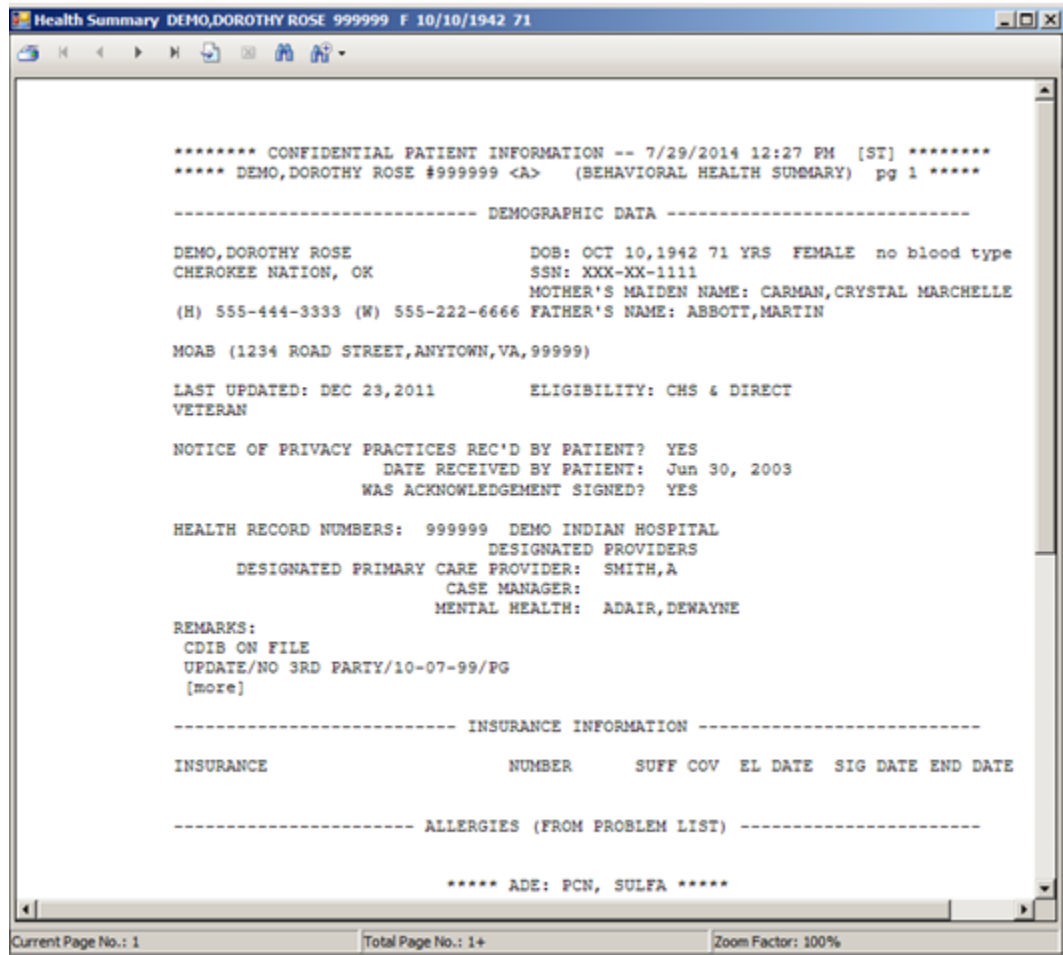 Health Summary DEMO,DOROTHY ROSE 999999 F 10/10/1942 71
******** CONFIDENTIAL PATIENT INFORMATION -- 7/29/2014 12:27 PM [ST] ********
***** DEMO,DOROTHY ROSE #999999 <A> (BEHAVIORAL HEALTH SUMMARY) pg 1 *****
----------------------------- DEMOGRAPHIC DATA -----------------------------
DEMO,DOROTHY ROSE DOB: OCT 10,1942 71 YRS FEMALE no blood type
CHEROKEE NATION, OK SSN: XXX-XX-1111
MOTHER'S MAIDEN NAME: CARMAN,CRYSTAL MARCHELLE
(H) 555-444-3333 (W) 555-222-6666 FATHER'S NAME: ABBOTT,MARTIN
MOAB (1234 ROAD STREET,ANYTOWN,VA,99999)
LAST UPDATED: DEC 23,2011 ELIGIBILITY: CHS & DIRECT
VETERAN
NOTICE OF PRIVACY PRACTICES REC'D BY PATIENT? YES
DATE RECEIVED BY PATIENT: Jun 30, 2003
WAS ACKNOWLEDGEMENT SIGNED? YES
HEALTH RECORD NUMBERS: 999999 DEMO INDIAN HOSPITAL
DESIGNATED PROVIDERS
DESIGNATED PRIMARY CARE PROVIDER: SMITH,A
CASE MANAGER:
MENTAL HEALTH: ADAIR,DEWAYNE
REMARKS:
CDIB ON FILE
UPDATE/NO 3RD PARTY/10-07-99/PG
[more]
--------------------------- INSURANCE INFORMATION ---------------------------
INSURANCE NUMBER SUFF COV EL DATE SIG DATE END DATE
----------------------- ALLERGIES (FROM PROBLEM LIST) -----------------------
***** ADE: PCN, SULFA *****
Current Page No.: 1 Total Page No.: 1+ Zoom Factor: 100%